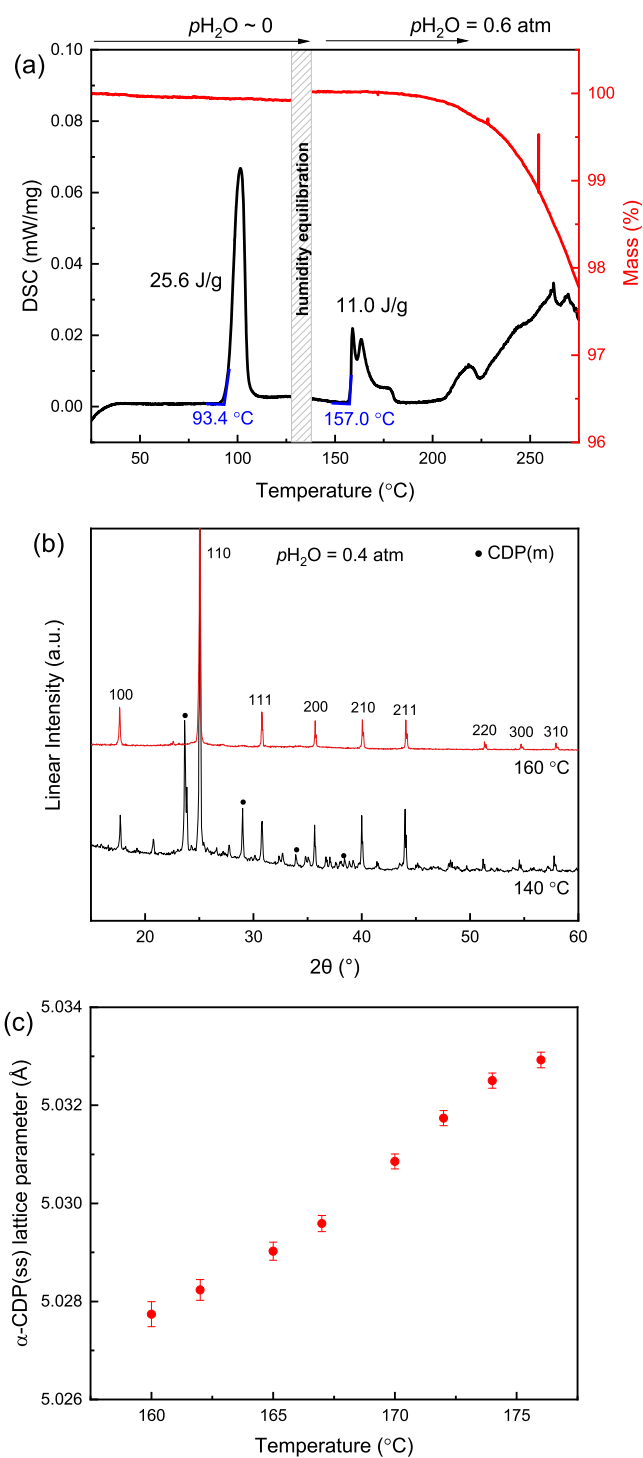 pH2O ~ 0
pH2O = 0.6 atm
(a)
0.10
0.08
0.06
0.04
0.02
0.00
DSC (mW/mg)
25.6 J/g
93.4 °C
humidity equilibration
11.0 J/g
157.0 °C
100
99
98
97
96
Mass (%)
50
100
150
200
250
Temperature (°C)
(b)
pH2O = 0.4 atm
• CDP(m)
Linear Intensity (a.u.)
100
110
111
200
210
211
220
300
310
160 °C
140 °C
20
30
40
50
60
2θ (°)
(c)
5.034
5.032
5.030
5.028
5.026
α-CDP(ss) lattice parameter (Å)
160
165
170
175
Temperature (°C)